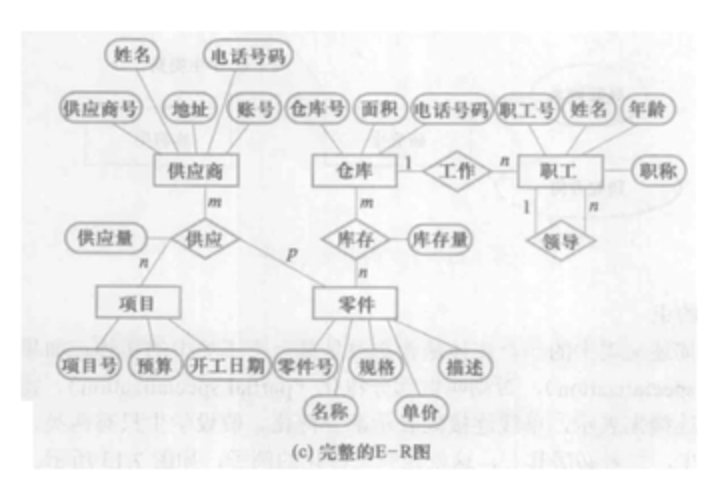 姓名 电话号码
供应商号 地址 账号 仓库号 面积 电话号码 职工号 姓名 年龄
供应商 仓库 1 工作 n 职工 职称
m m 1 n
供应量 供应 p 库存 库存量 领导
n n
项目 零件
项目号 预算 开工日期 零件号 规格 描述
名称 单价
(c) 完整的E-R图